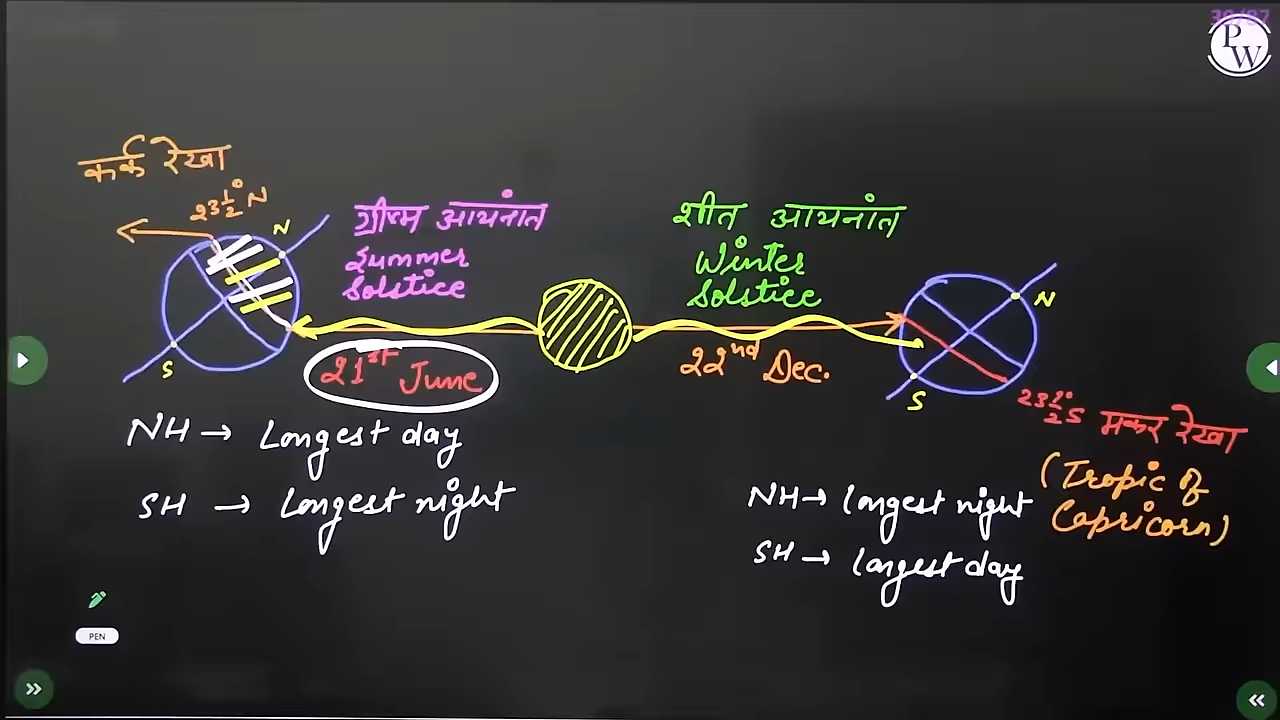 PW
कर्क रेखा
23½° N
N
S
ग्रीष्म आयनांत
Summer
Solstice
21st June
शीत आयनांत
Winter
Solstice
22nd Dec.
N
S
23½° S मकर रेखा
(Tropic of
Capricorn)
NH → Longest day
SH → Longest night
NH → longest night
SH → longest day
PEN